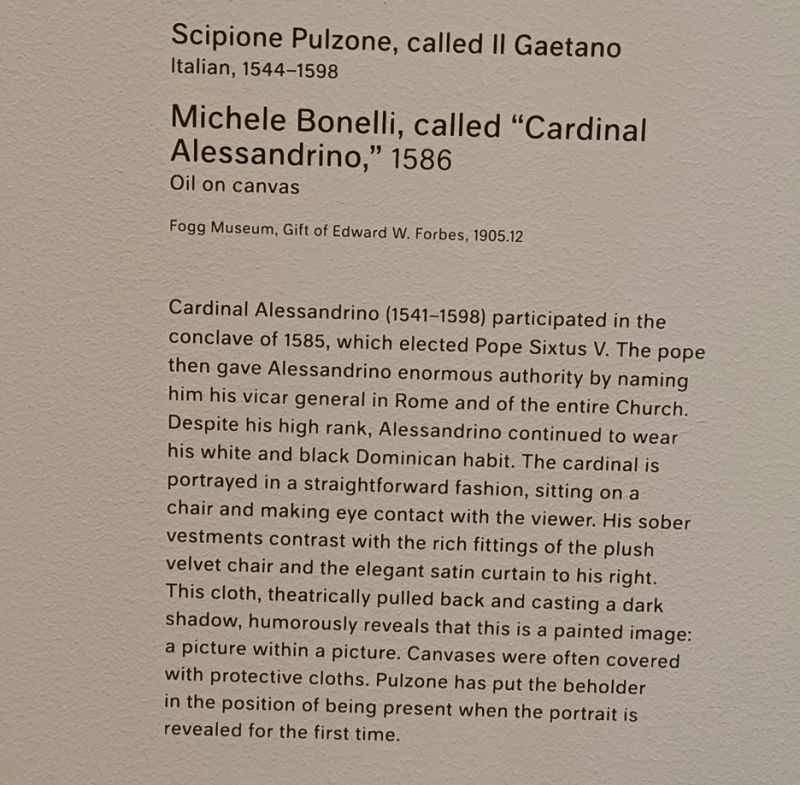 Scipione Pulzone, called Il Gaetano
Italian, 1544–1598
Michele Bonelli, called “Cardinal
Alessandrino,” 1586
Oil on canvas
Fogg Museum, Gift of Edward W. Forbes, 1905.12
Cardinal Alessandrino (1541–1598) participated in the
conclave of 1585, which elected Pope Sixtus V. The pope
then gave Alessandrino enormous authority by naming
him his vicar general in Rome and of the entire Church.
Despite his high rank, Alessandrino continued to wear
his white and black Dominican habit. The cardinal is
portrayed in a straightforward fashion, sitting on a
chair and making eye contact with the viewer. His sober
vestments contrast with the rich fittings of the plush
velvet chair and the elegant satin curtain to his right.
This cloth, theatrically pulled back and casting a dark
shadow, humorously reveals that this is a painted image:
a picture within a picture. Canvases were often covered
with protective cloths. Pulzone has put the beholder
in the position of being present when the portrait is
revealed for the first time.